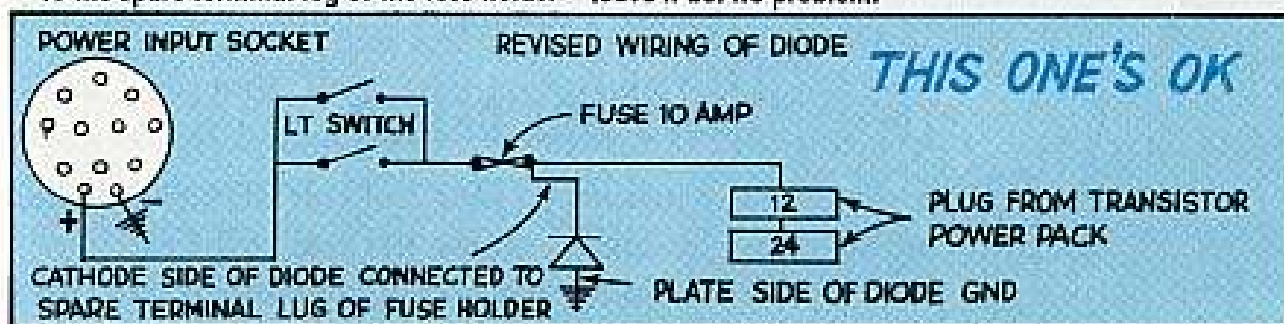 POWER INPUT SOCKET
REVISED WIRING OF DIODE
THIS ONE'S OK
LT SWITCH
FUSE 10 AMP
12
24
PLUG FROM TRANSISTOR
POWER PACK
+
-
CATHODE SIDE OF DIODE CONNECTED TO
SPARE TERMINAL LUG OF FUSE HOLDER
PLATE SIDE OF DIODE GND